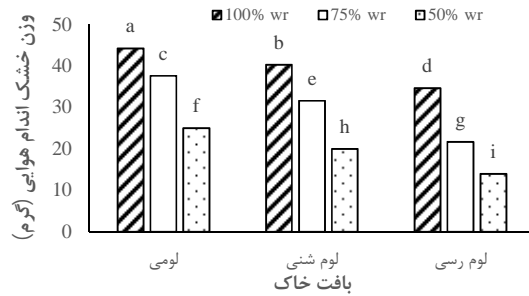 100% wr 75% wr 50% wr
وزن خشک اندام هوایی (گرم)
50
40
30
20
10
0
a c f b e h d g i
لومی لوم شنی لوم رسی
بافت خاک